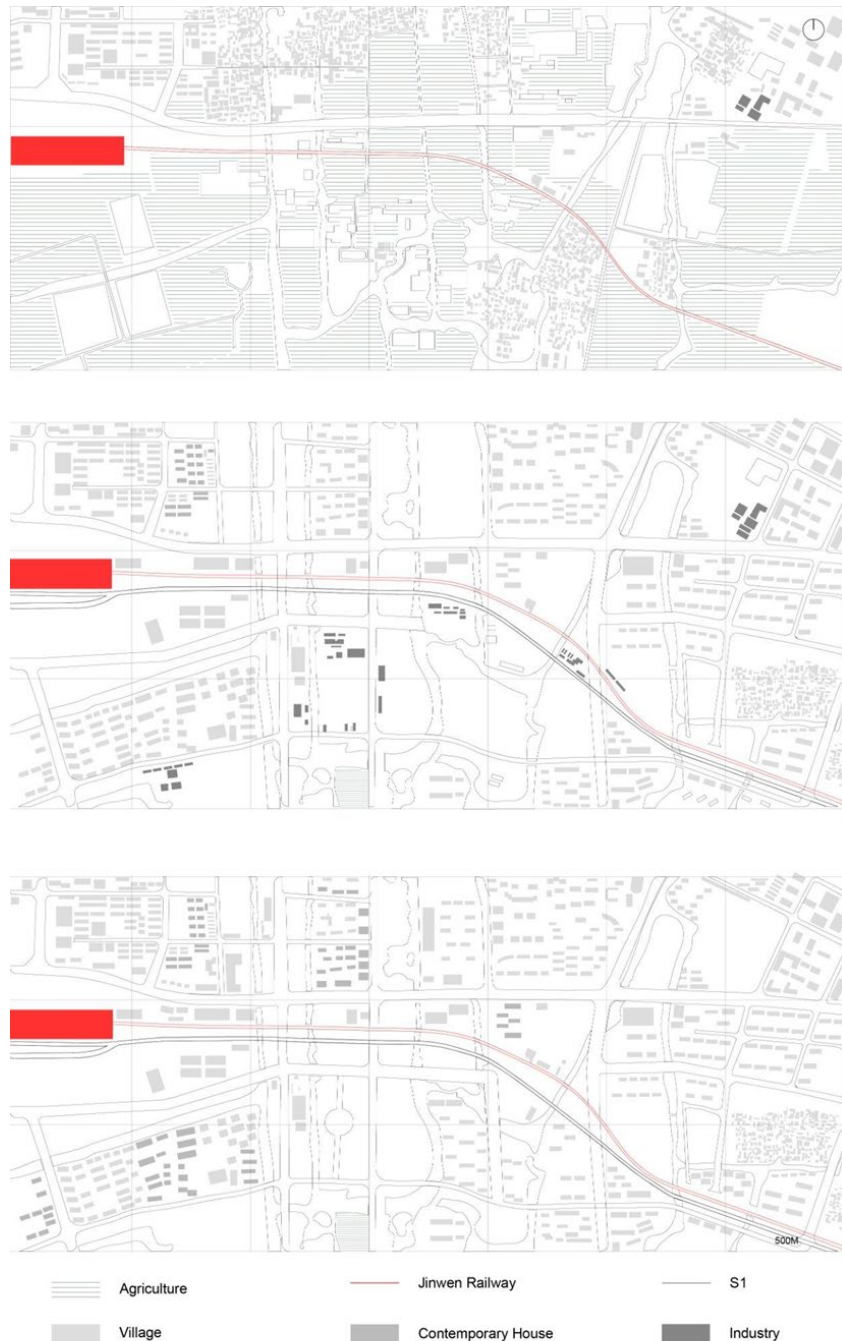 500M
Agriculture
Jinwen Railway
S1
Village
Contemporary House
Industry